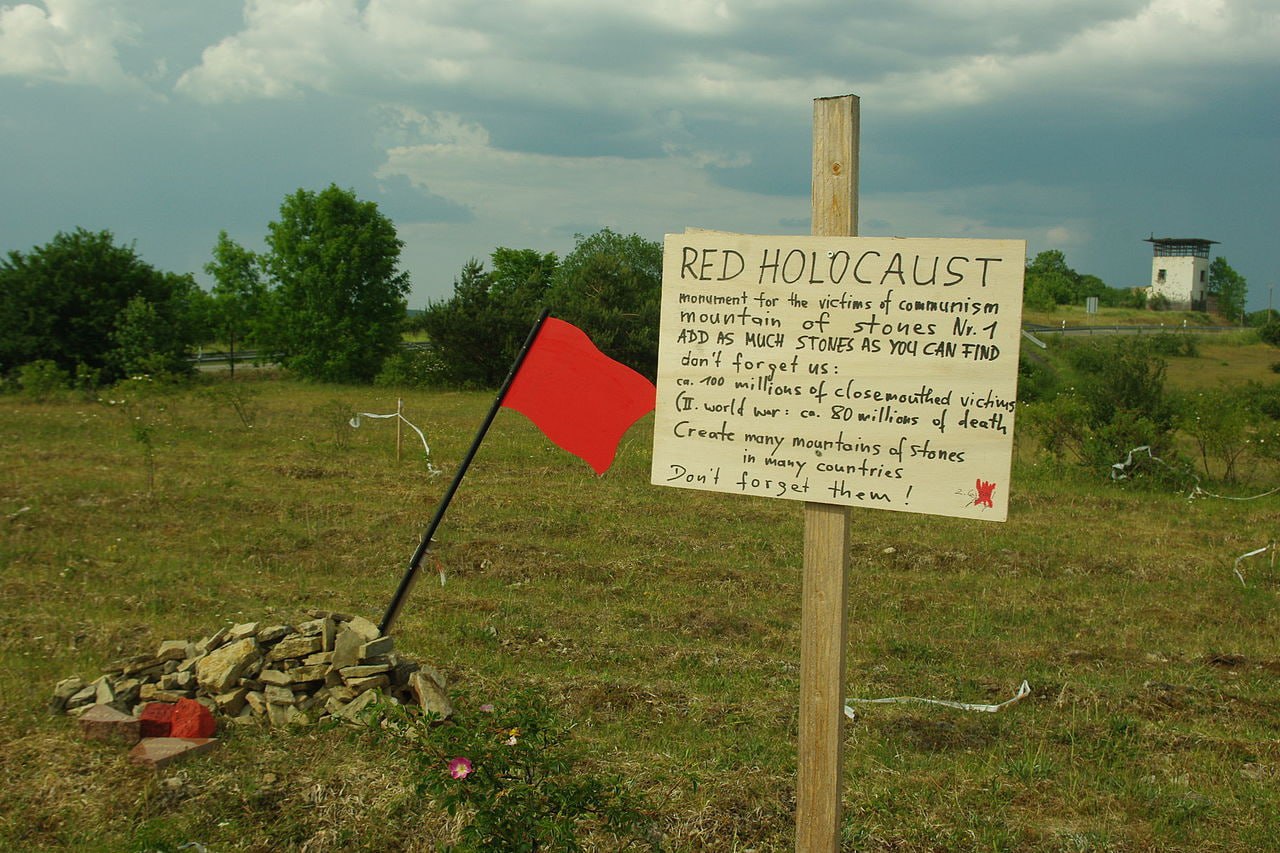 RED HOLOCAUST
monument for the victims of communism
mountain of stones Nr. 1
ADD AS MUCH STONES AS YOU CAN FIND
don't forget us:
ca. 100 millions of closemouthed victims
(II. world war: ca. 80 millions of death
Create many mountains of stones
in many countries
Don't forget them!